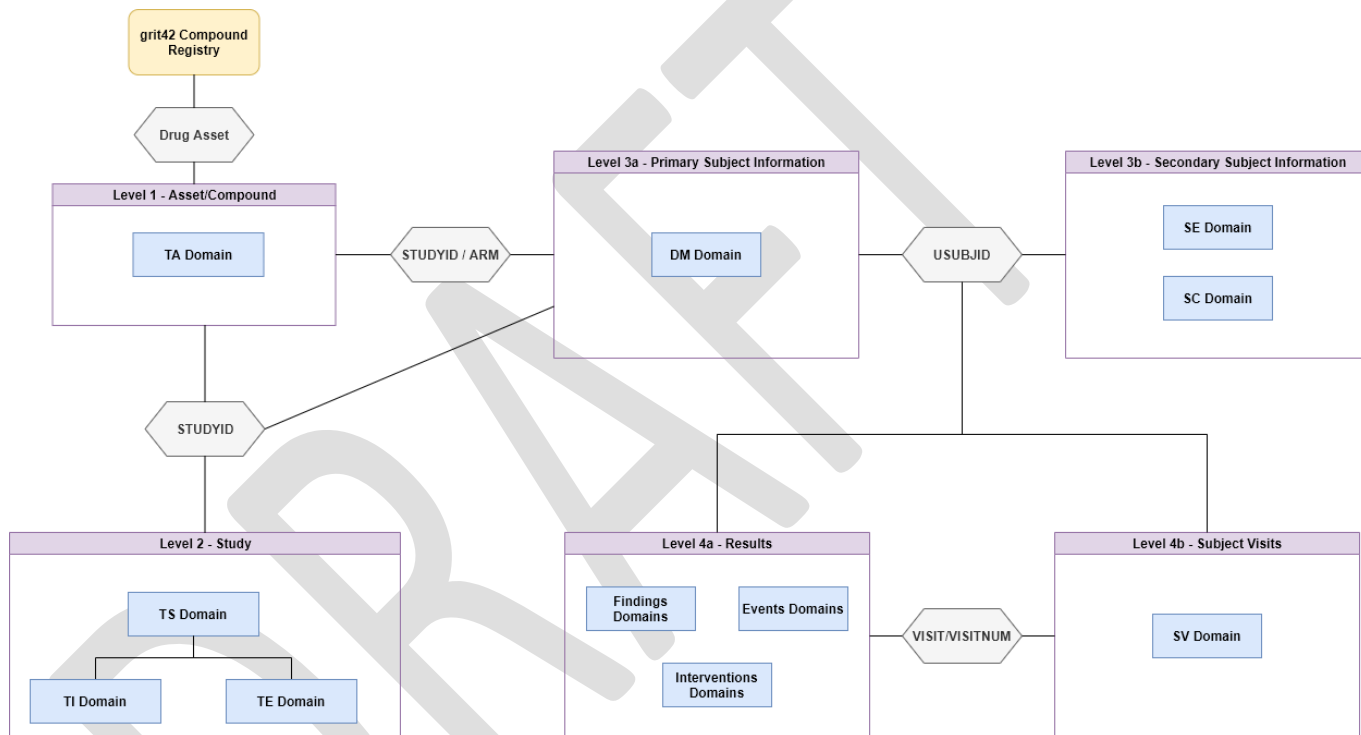 grit42 Compound
Registry
Drug Asset
Level 1 - Asset/Compound
TA Domain
STUDYID / ARM
Level 3a - Primary Subject Information
DM Domain
USUBJID
Level 3b - Secondary Subject Information
SE Domain
SC Domain
STUDYID
Level 2 - Study
TS Domain
TI Domain
TE Domain
Level 4a - Results
Findings
Domains
Events Domains
Interventions
Domains
VISIT/VISITNUM
Level 4b - Subject Visits
SV Domain
DRAFT